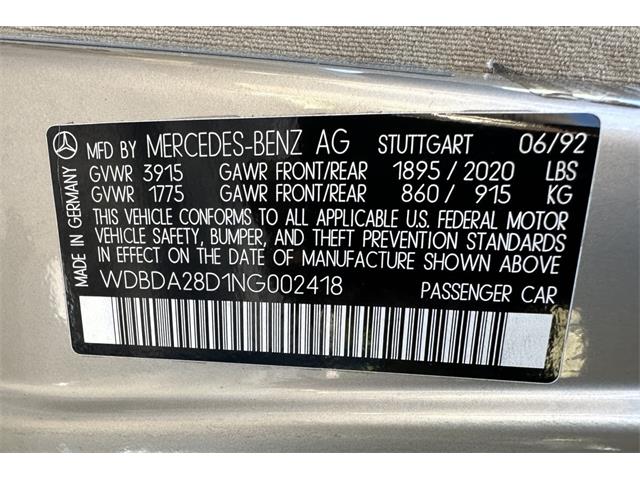 MFD BY MERCEDES-BENZ AG STUTTGART 06/92
GVWR 3915 GAWR FRONT/REAR 1895/2020 LBS
GVWR 1775 GAWR FRONT/REAR 860/ 915 KG
THIS VEHICLE CONFORMS TO ALL APPLICABLE U.S. FEDERAL MOTOR
VEHICLE SAFETY, BUMPER, AND THEFT PREVENTION STANDARDS
IN EFFECT ON THE DATE OF MANUFACTURE SHOWN ABOVE
WDBDA28D1NG002418 PASSENGER CAR
MADE IN GERMANY